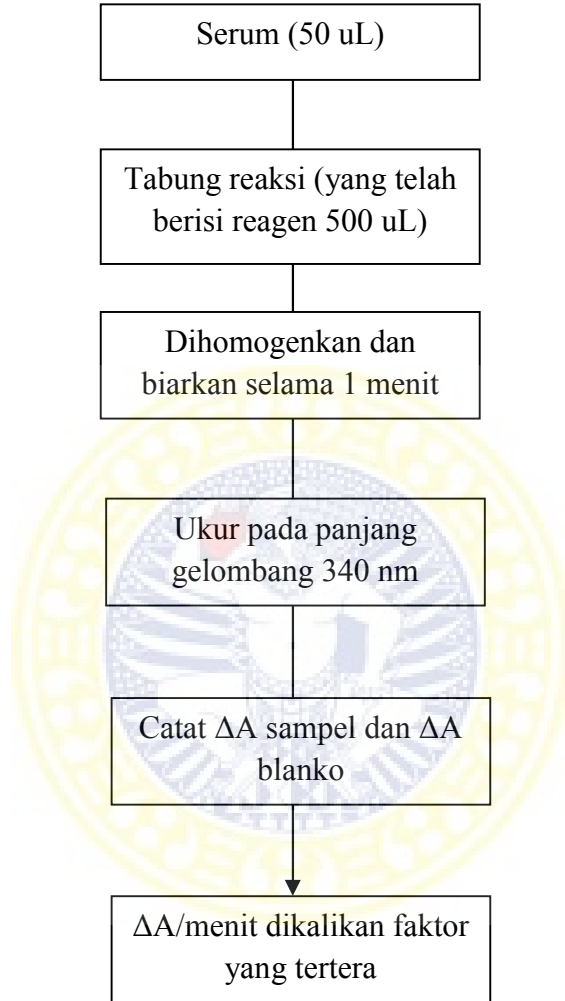 Serum (50 uL)
Tabung reaksi (yang telah
berisi reagen 500 uL)
Dihomogenkan dan
biarkan selama 1 menit
Ukur pada panjang
gelombang 340 nm
Catat ΔA sampel dan ΔA
blanko
ΔA/menit dikalikan faktor
yang tertera